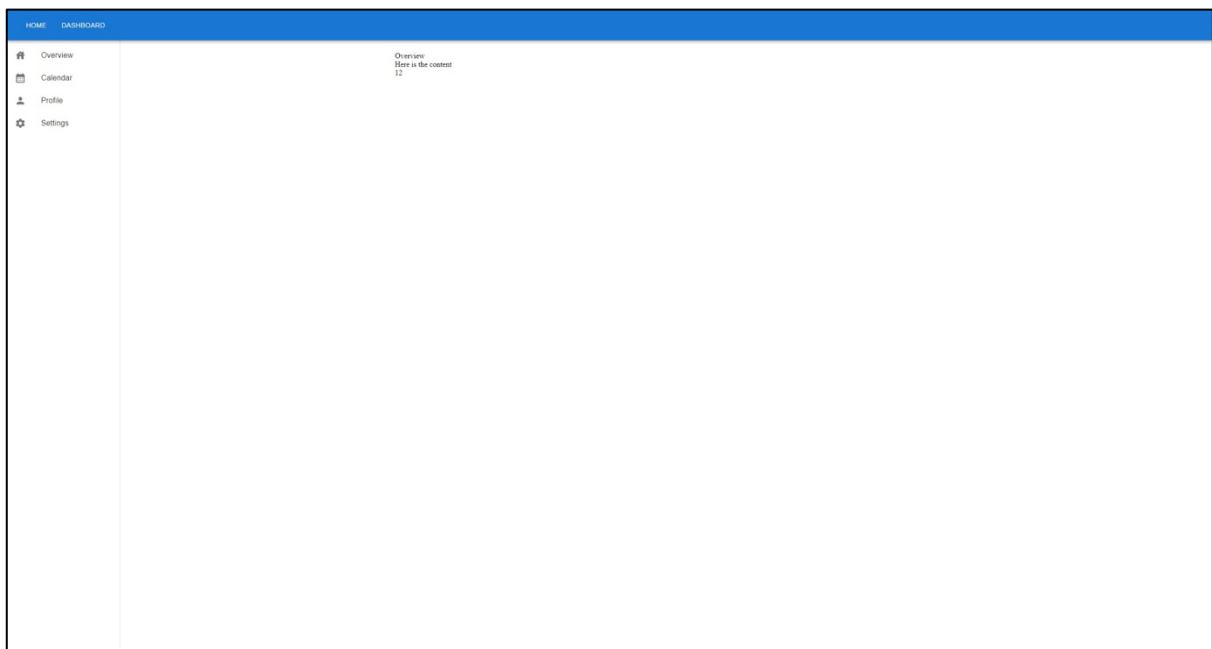 HOME DASHBOARD
Overview
Calendar
Profile
Settings
Overview
Here is the content
12